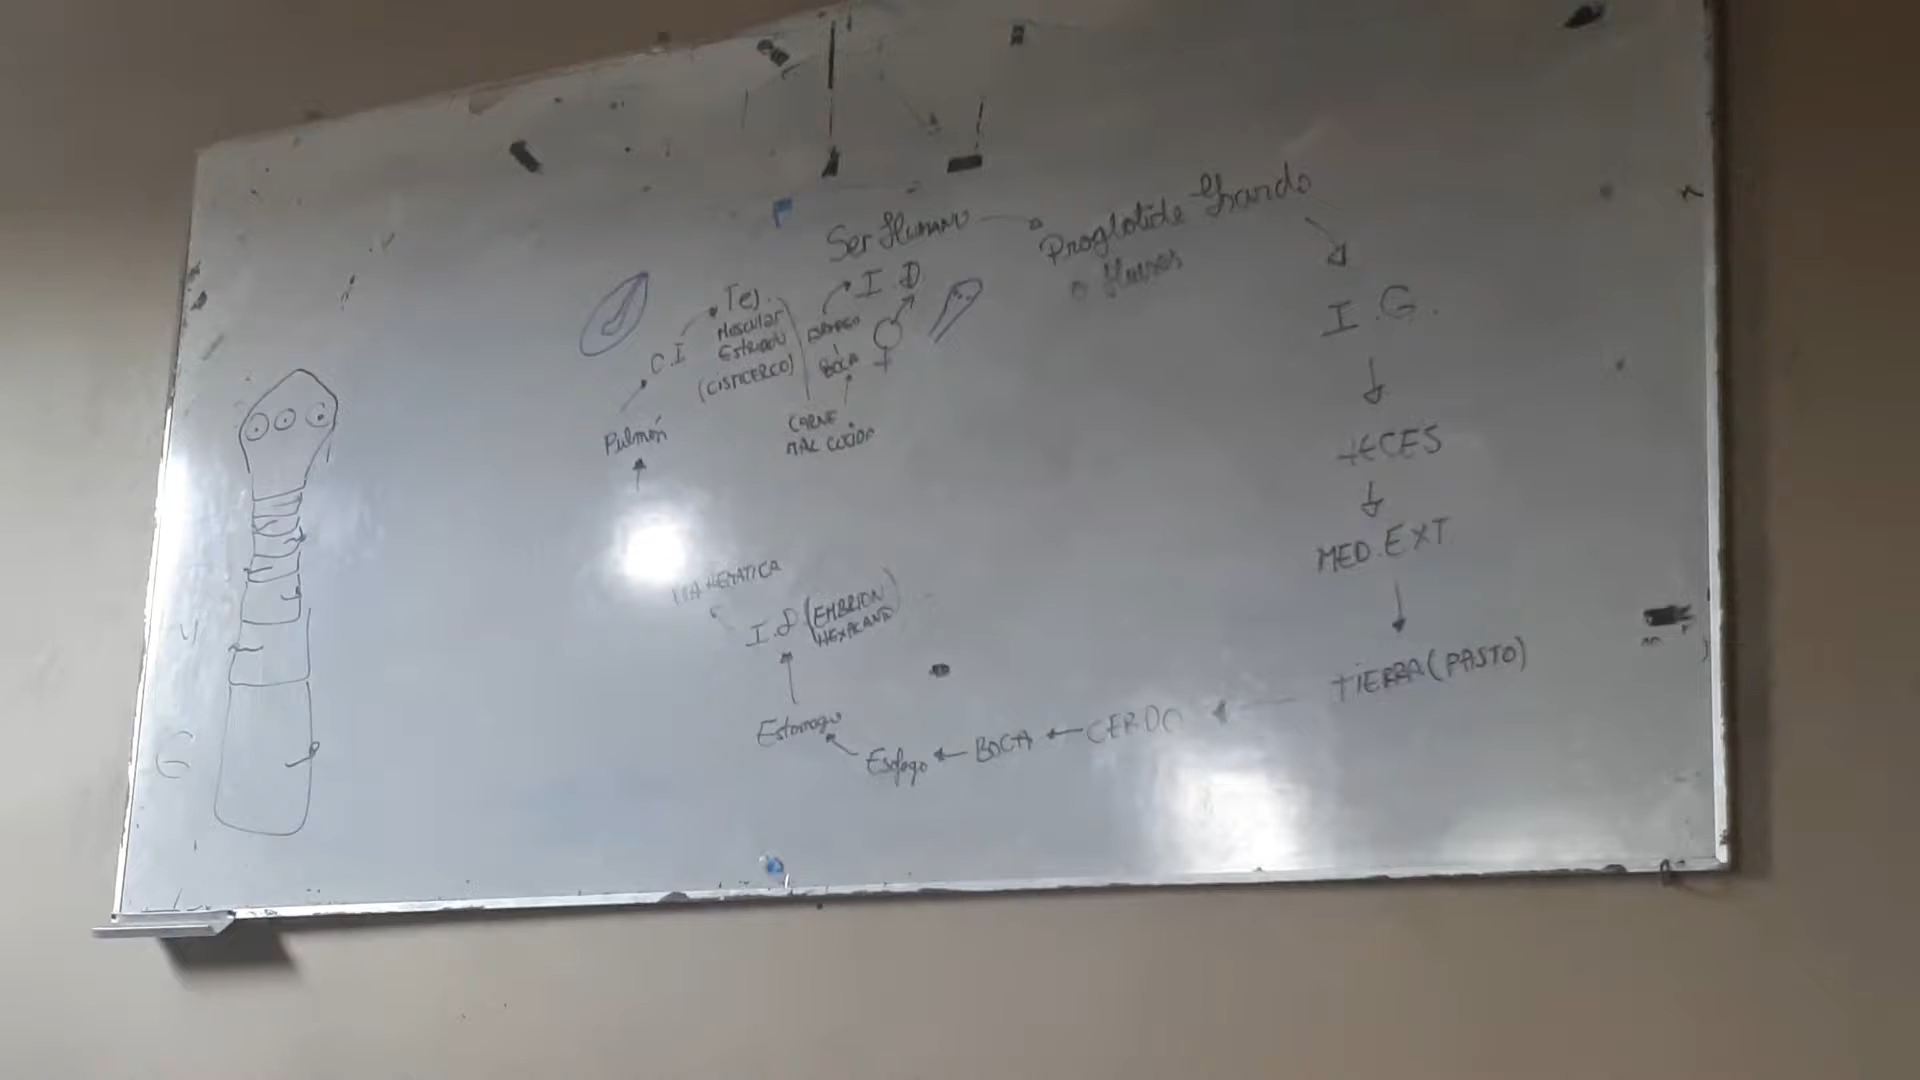 Ser Humano
Proglotide Grando
o Huevos
I.G.
HECES
MED.EXT
TIERRA (PASTO)
CERDO
BOCA
Esofago
Estomago
I.D. (EMBRION
HEXACANTO)
VIA HEMATICA
Pulmón
C.I
Tej.
Muscular
Estriado
(CISTICERCO)
CARNE
MAL COCIDA
BOCA
I D
G